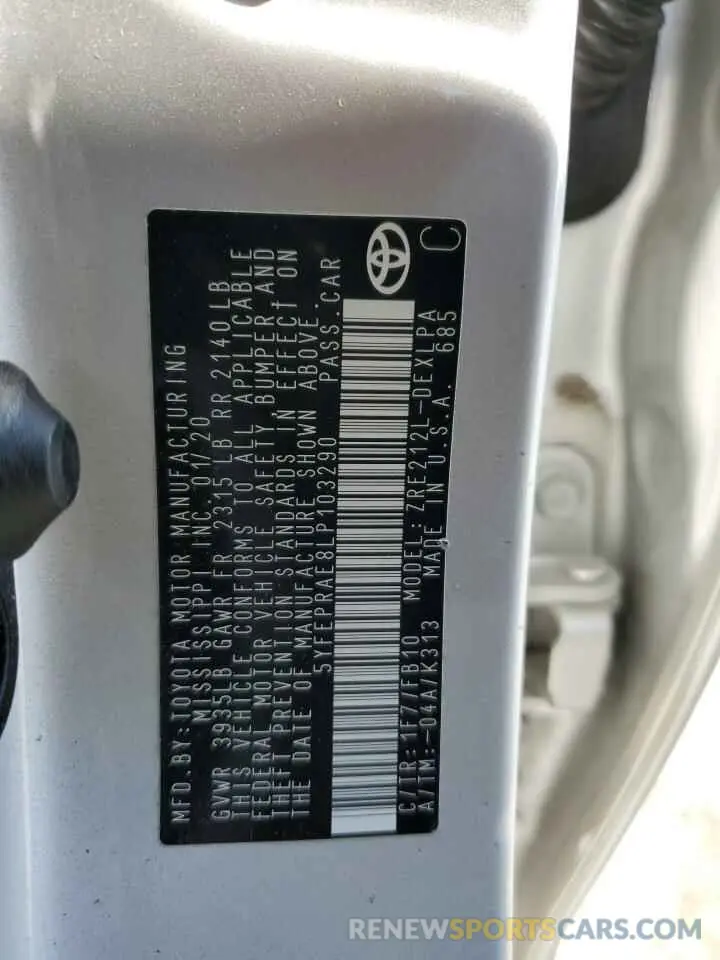 MFD.BY:TOYOTA MOTOR MANUFACTURING
MISSISSIPPI INC. 01/20
GVWR 3935LB GAWR FR 2315 LB RR 2140LB
THIS VEHICLE CONFORMS TO ALL APPLICABLE
FEDERAL MOTOR VEHICLE SAFETY, BUMPER AND
THEFT PREVENTION STANDARDS IN EFFECT ON
THE DATE OF MANUFACTURE SHOWN ABOVE.
5YFEPRAE8LP103290 PASS. CAR
C/TR: 1F7/FB10 MODEL: ZRE212L-DEXLPA
A/TM:-04A/K313 MADE IN U.S.A. 685
C
RENEWSPORTSCARS.COM